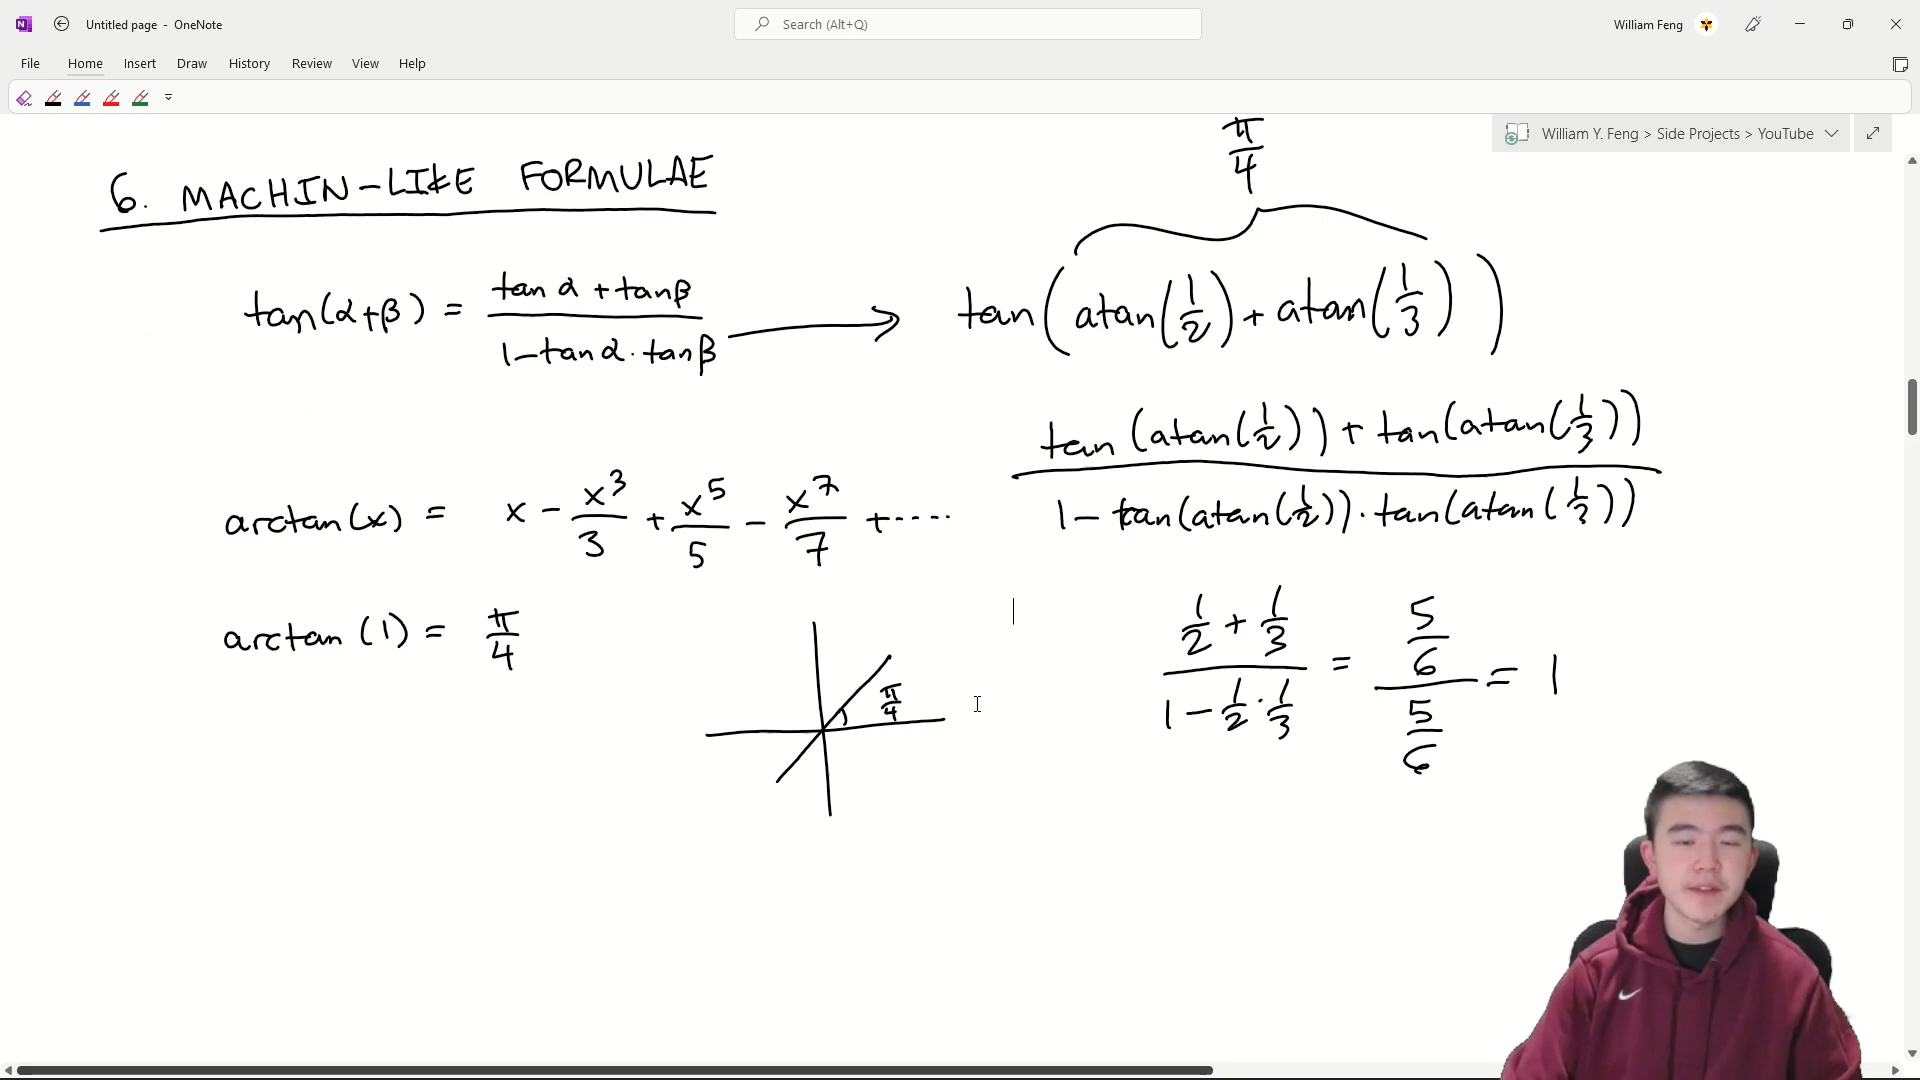 Untitled page - OneNote
Search (Alt+Q)
William Feng
File Home Insert Draw History Review View Help
William Y. Feng > Side Projects > YouTube
6. MACHIN-LIKE FORMULAE
π/4
tan(α+β) = (tan α + tan β)/(1 - tan α · tan β) → tan(atan(1/2) + atan(1/3))
(tan(atan(1/2)) + tan(atan(1/3)))/(1 - tan(atan(1/2)) · tan(atan(1/3)))
arctan(x) = x - x³/3 + x⁵/5 - x⁷/7 + ....
arctan(1) = π/4
π/4
(1/2 + 1/3)/(1 - 1/2 · 1/3) = (5/6)/(5/6) = 1